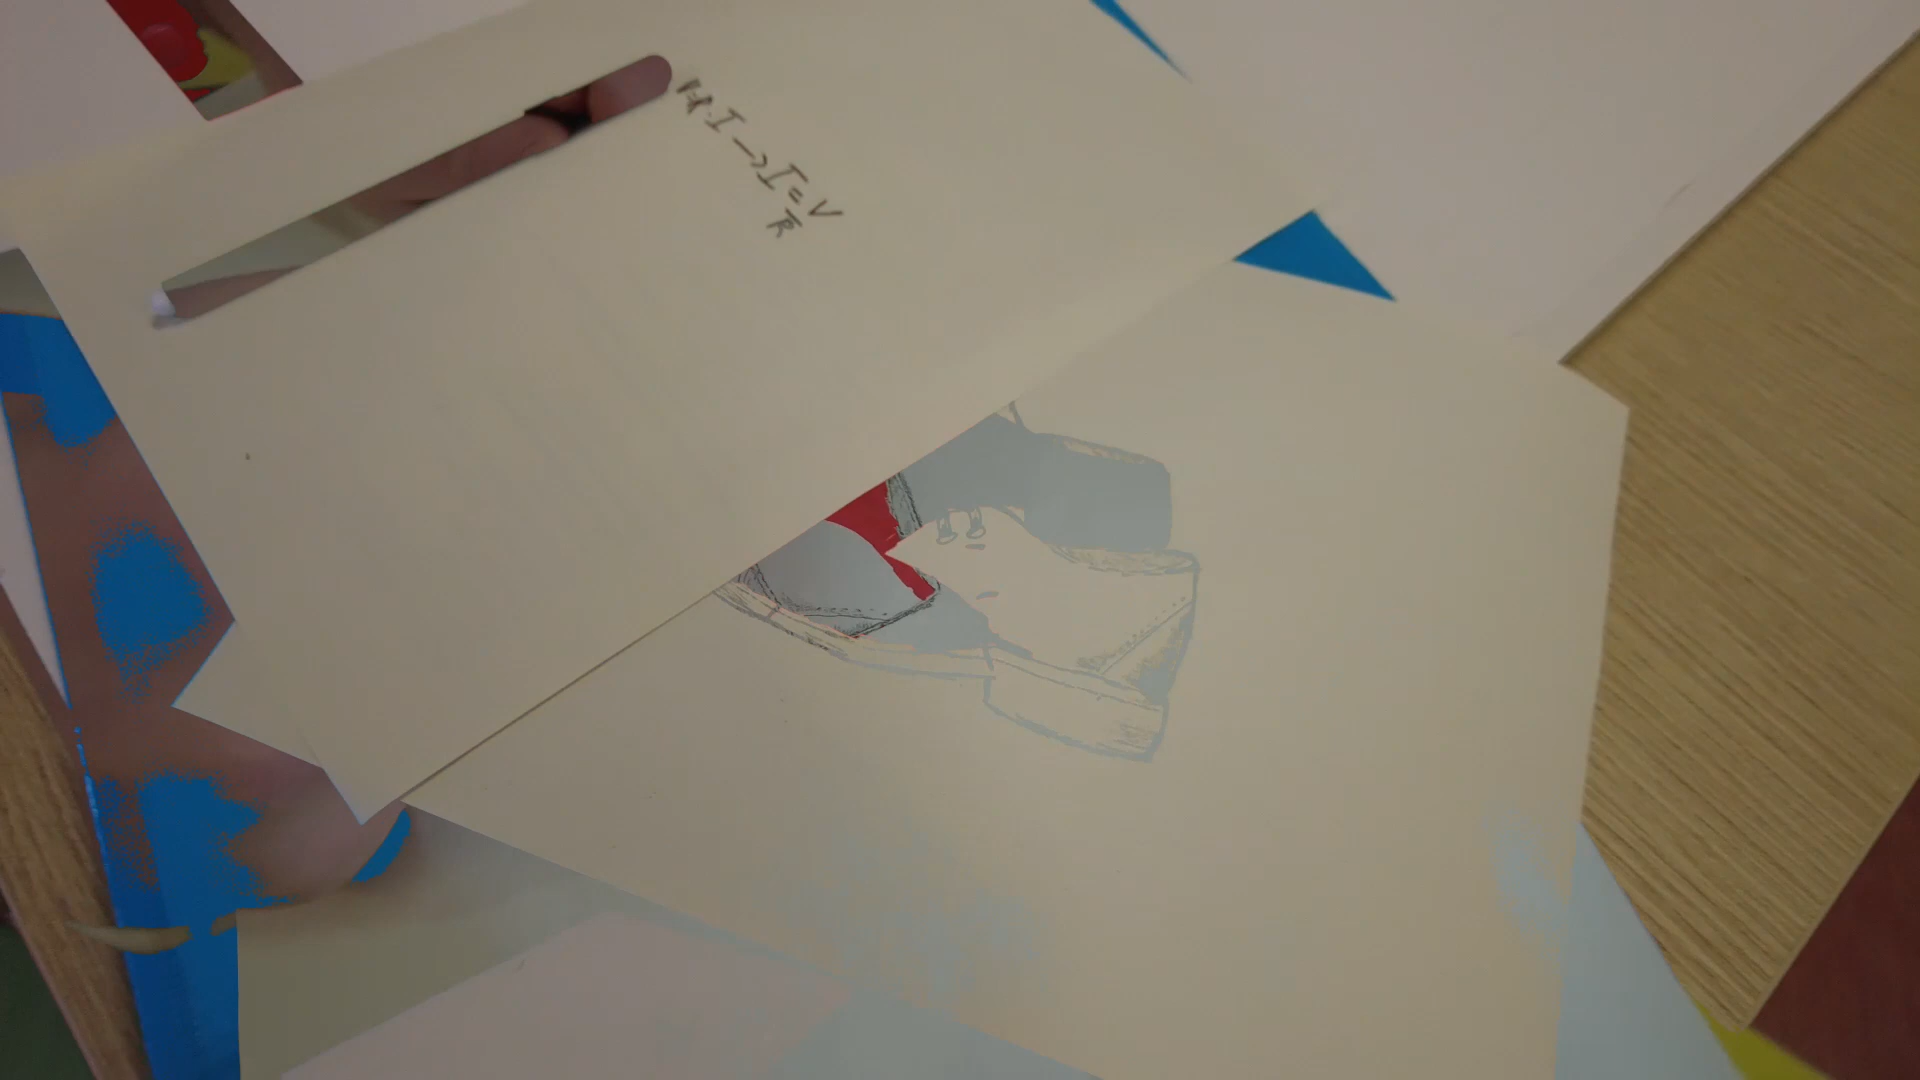 I → I = V
R